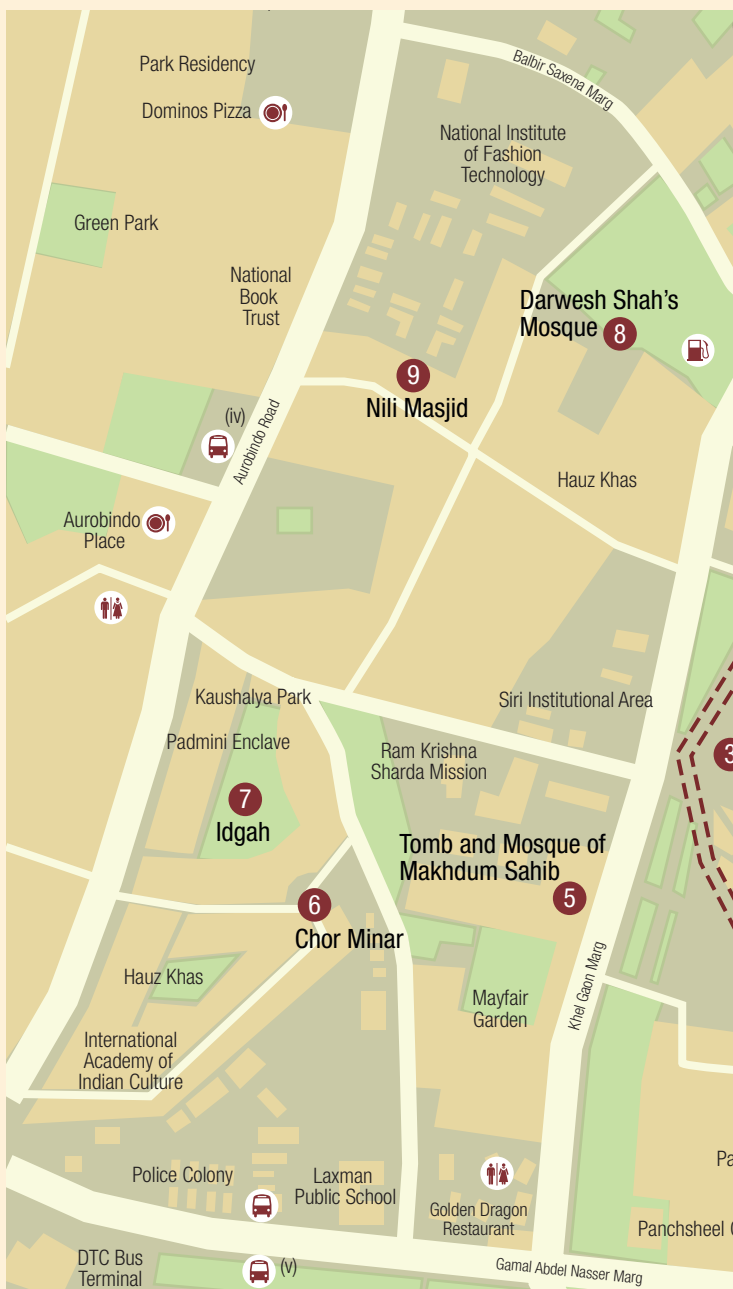 Park Residency
Dominos Pizza
Balbir Saxena Marg
National Institute
of Fashion
Technology
Green Park
National
Book
Trust
Darwesh Shah's
Mosque
8
9
Nili Masjid
(iv)
Aurobindo Road
Hauz Khas
Aurobindo
Place
Kaushalya Park
Siri Institutional Area
Padmini Enclave
Ram Krishna
Sharda Mission
3
7
Idgah
Tomb and Mosque of
Makhdum Sahib
5
6
Chor Minar
Hauz Khas
Mayfair
Garden
Khel Gaon Marg
International
Academy of
Indian Culture
Police Colony
Laxman
Public School
Golden Dragon
Restaurant
Pa
Panchsheel
DTC Bus
Terminal
(v)
Gamal Abdel Nasser Marg